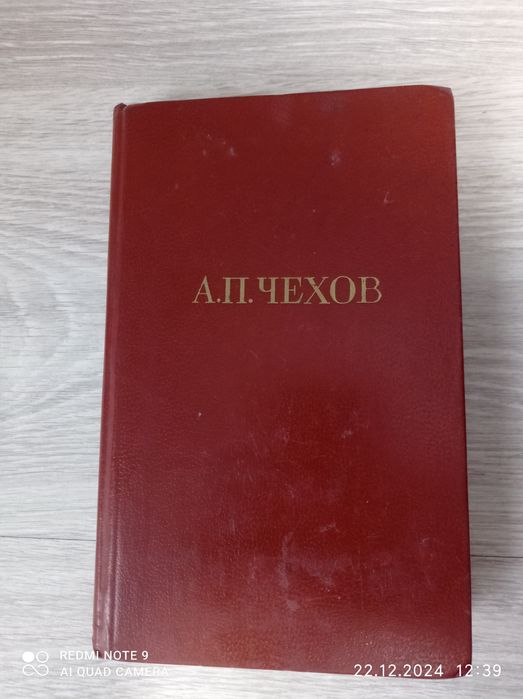 А.П.ЧЕХОВ
REDMI NOTE 9
AI QUAD CAMERA
22.12.2024 12:39